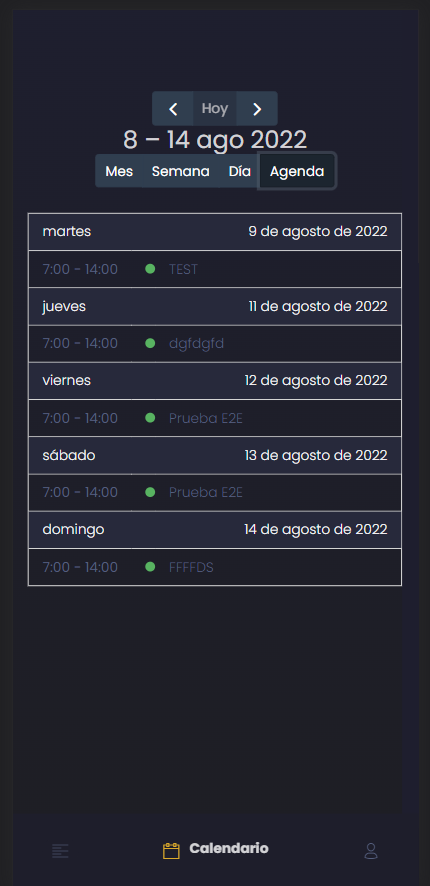 Hoy
8 – 14 ago 2022
Mes Semana Día Agenda
martes 9 de agosto de 2022
7:00 - 14:00 TEST
jueves 11 de agosto de 2022
7:00 - 14:00 dgfdgfd
viernes 12 de agosto de 2022
7:00 - 14:00 Prueba E2E
sábado 13 de agosto de 2022
7:00 - 14:00 Prueba E2E
domingo 14 de agosto de 2022
7:00 - 14:00 FFFFDS
Calendario